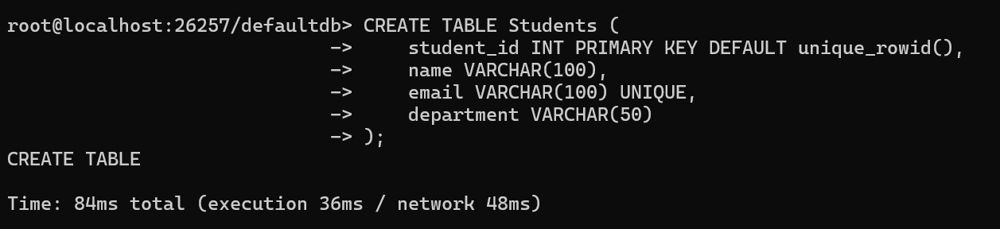 root@localhost:26257/defaultdb> CREATE TABLE Students (
                             ->     student_id INT PRIMARY KEY DEFAULT unique_rowid(),
                             ->     name VARCHAR(100),
                             ->     email VARCHAR(100) UNIQUE,
                             ->     department VARCHAR(50)
                             -> );
CREATE TABLE

Time: 84ms total (execution 36ms / network 48ms)